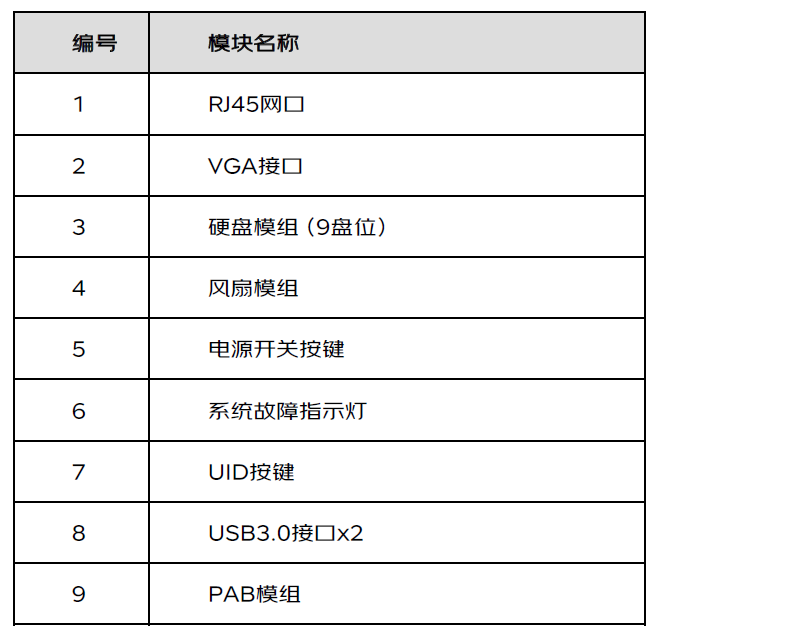 编号 模块名称
1 RJ45网口
2 VGA接口
3 硬盘模组（9盘位）
4 风扇模组
5 电源开关按键
6 系统故障指示灯
7 UID按键
8 USB3.0接口x2
9 PAB模组